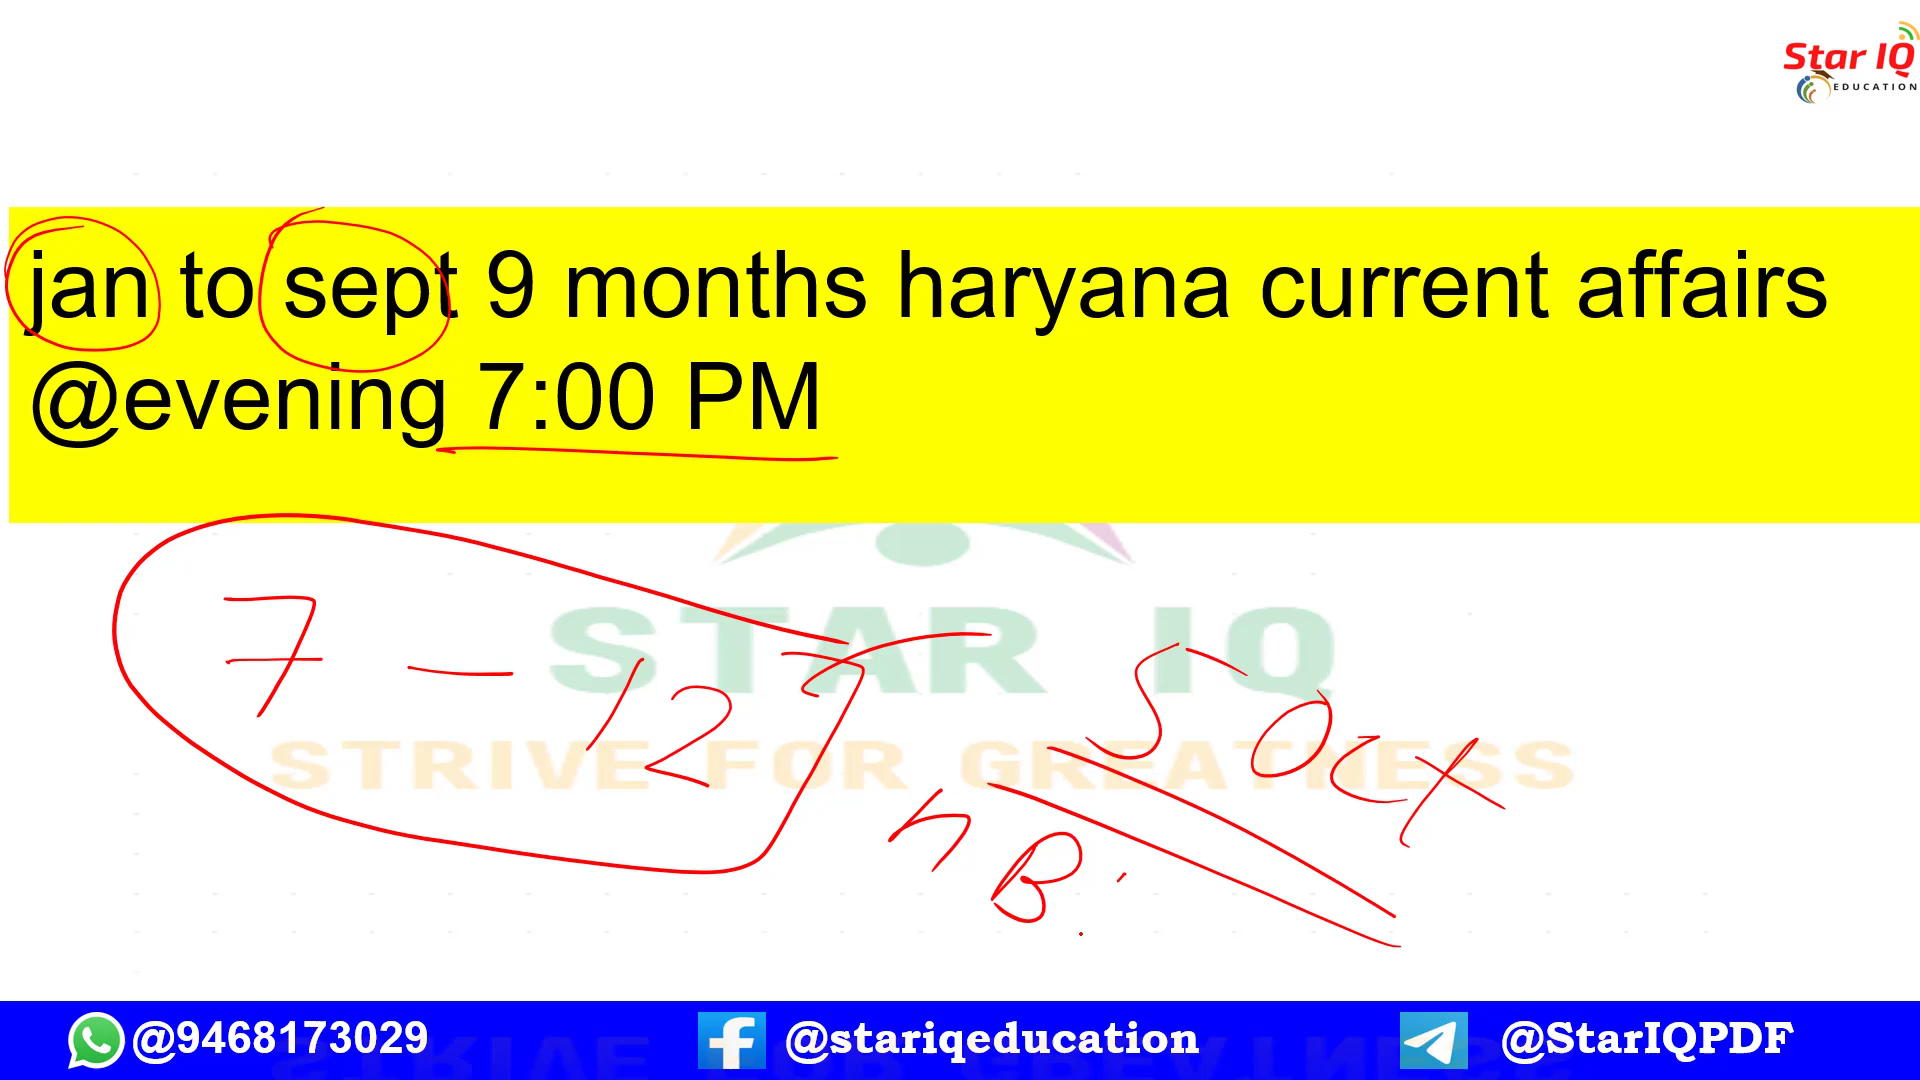 Star IQ
EDUCATION
jan to sept 9 months haryana current affairs
@evening 7:00 PM
STAR IQ
STRIVE FOR GREATNESS
7 - 12
5 Oct
@9468173029
@stariqeducation
@StarIQPDF